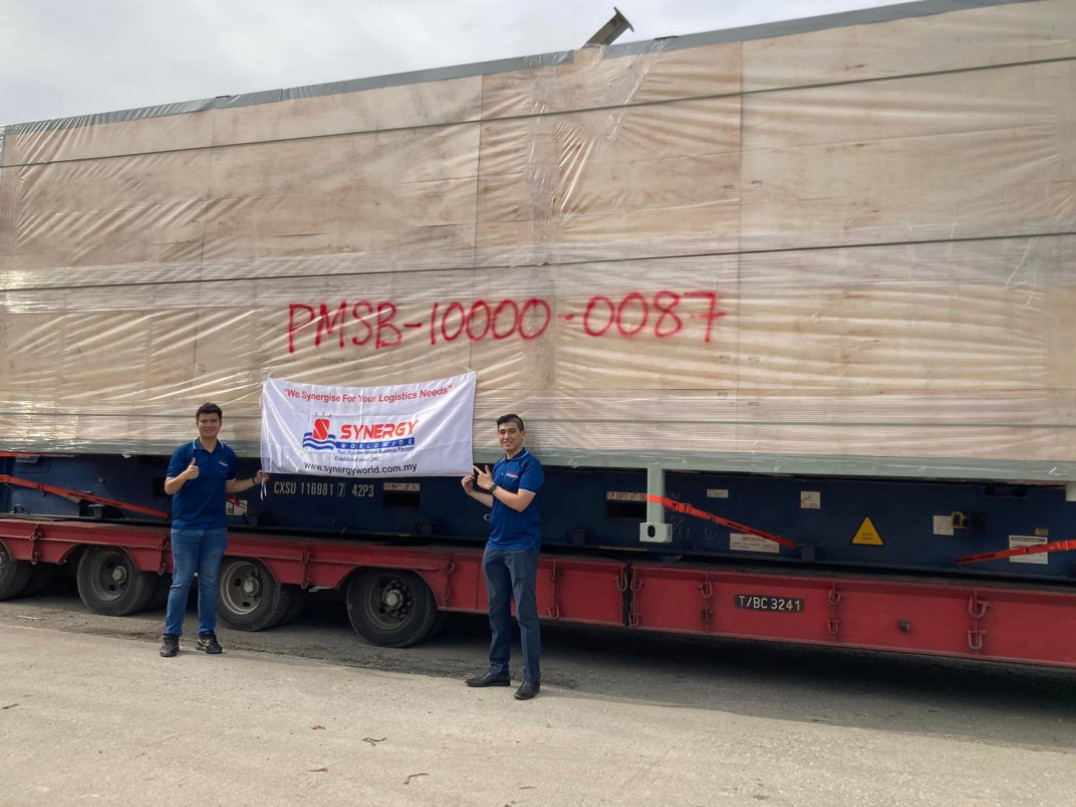 PMSB-10000-0087
"We Synergise For Your Logistics Needs"
SYNERGY
WORLDWIDE
www.synergyworld.com.my
CXSU 116981 7 42P3
T/BC 3241